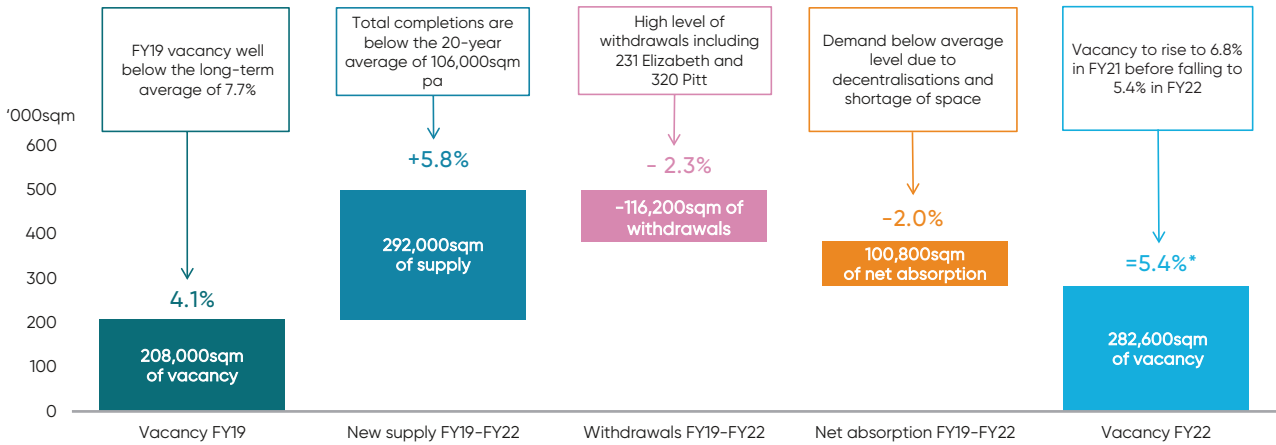 FY19 vacancy well
below the long-term
average of 7.7%
Total completions are
below the 20-year
average of 106,000sqm
pa
High level of
withdrawals including
231 Elizabeth and
320 Pitt
Demand below average
level due to
decentralisations and
shortage of space
Vacancy to rise to 6.8%
in FY21 before falling to
5.4% in FY22
‘000sqm
600
500
400
300
200
100
0
4.1%
208,000sqm
of vacancy
+5.8%
292,000sqm
of supply
- 2.3%
-116,200sqm of
withdrawals
-2.0%
100,800sqm
of net absorption
=5.4%*
282,600sqm
of vacancy
Vacancy FY19
New supply FY19-FY22
Withdrawals FY19-FY22
Net absorption FY19-FY22
Vacancy FY22